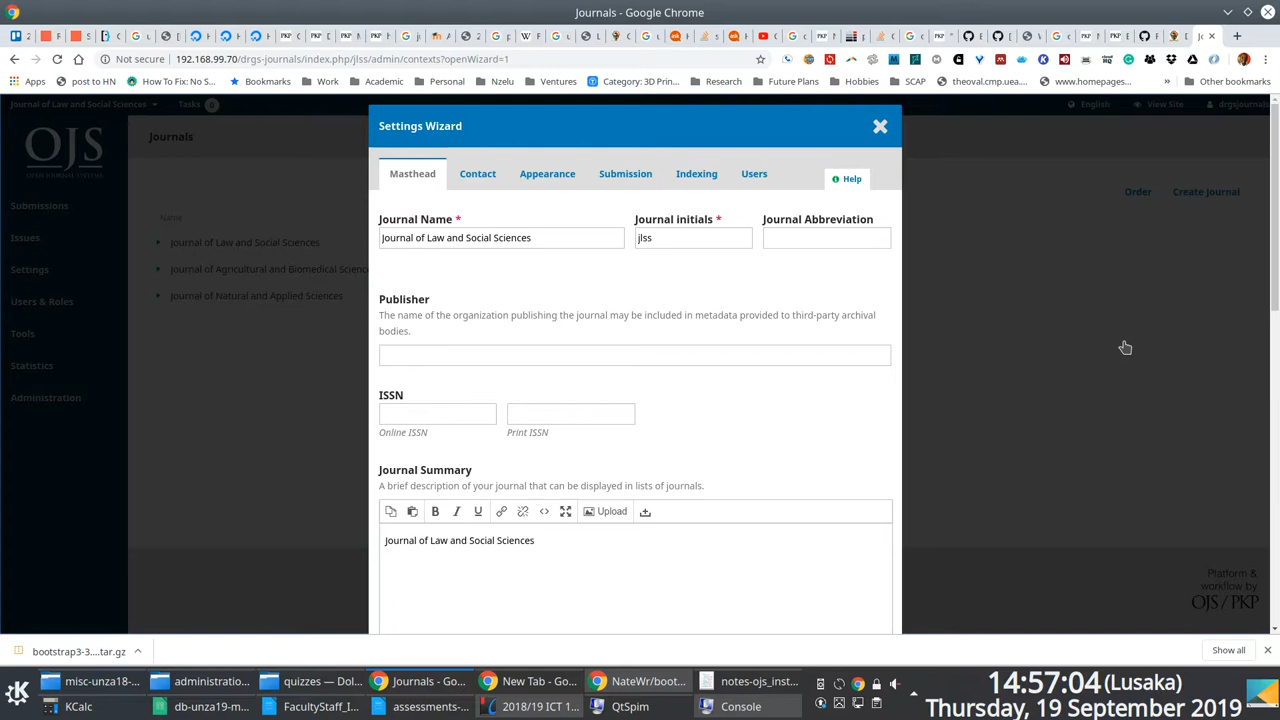 Journals - Google Chrome
Not secure 192.168.99.70/drgs-journals/index.php/jlss/admin/contexts?openWizard=1
Apps post to HN How To Fix: No S... Bookmarks Work Academic Personal Nzelu Ventures Category: 3D Prin... Research Future Plans Hobbies SCAP theoval.cmp.uea... www.homepages... » Other bookmarks
Journal of Law and Social Sciences Tasks 0 English View Site drgsjournals
OJS
OPEN JOURNAL SYSTEMS
Journals
Settings Wizard
Masthead Contact Appearance Submission Indexing Users Help
Order Create Journal
Submissions
Issues
Settings
Users & Roles
Tools
Statistics
Administration
Name
Journal of Law and Social Sciences
Journal of Agricultural and Biomedical Scienc
Journal of Natural and Applied Sciences
Journal Name * Journal initials * Journal Abbreviation
Journal of Law and Social Sciences jlss
Publisher
The name of the organization publishing the journal may be included in metadata provided to third-party archival
bodies.
ISSN
Online ISSN Print ISSN
Journal Summary
A brief description of your journal that can be displayed in lists of journals.
B I U Upload
Journal of Law and Social Sciences
Platform &
workflow by
OJS / PKP
bootstrap3-3....tar.gz Show all
misc-unza18-... administratio... quizzes — Dol... Journals - Go... New Tab - Go... NateWr/boot... notes-ojs_inst...
KCalc db-unza19-m... FacultyStaff_I... assessments-... 2018/19 ICT 1... QtSpim Console
14:57:04 (Lusaka)
Thursday, 19 September 2019